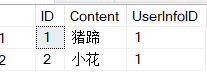 ID Content UserInfoID
1 1 猪蹄 1
2 2 小花 1